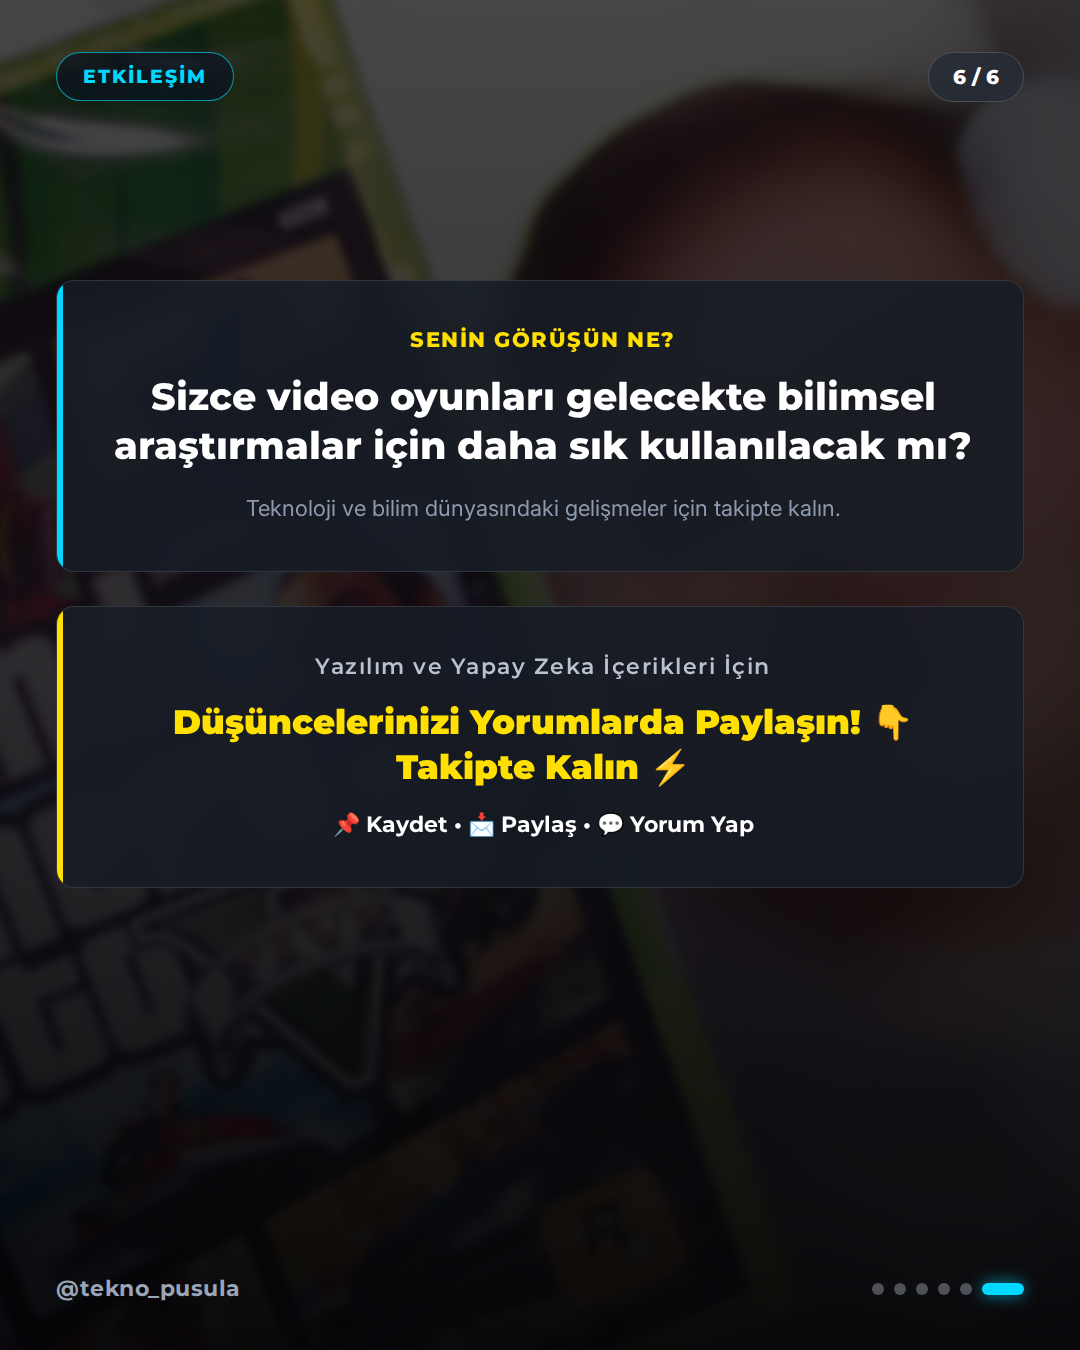 ETKİLEŞİM
6 / 6
SENİN GÖRÜŞÜN NE?
Sizce video oyunları gelecekte bilimsel
araştırmalar için daha sık kullanılacak mı?
Teknoloji ve bilim dünyasındaki gelişmeler için takipte kalın.
Yazılım ve Yapay Zeka İçerikleri İçin
Düşüncelerinizi Yorumlarda Paylaşın! 👇
Takipte Kalın ⚡
📌 Kaydet • 📩 Paylaş • 💬 Yorum Yap
@tekno_pusula